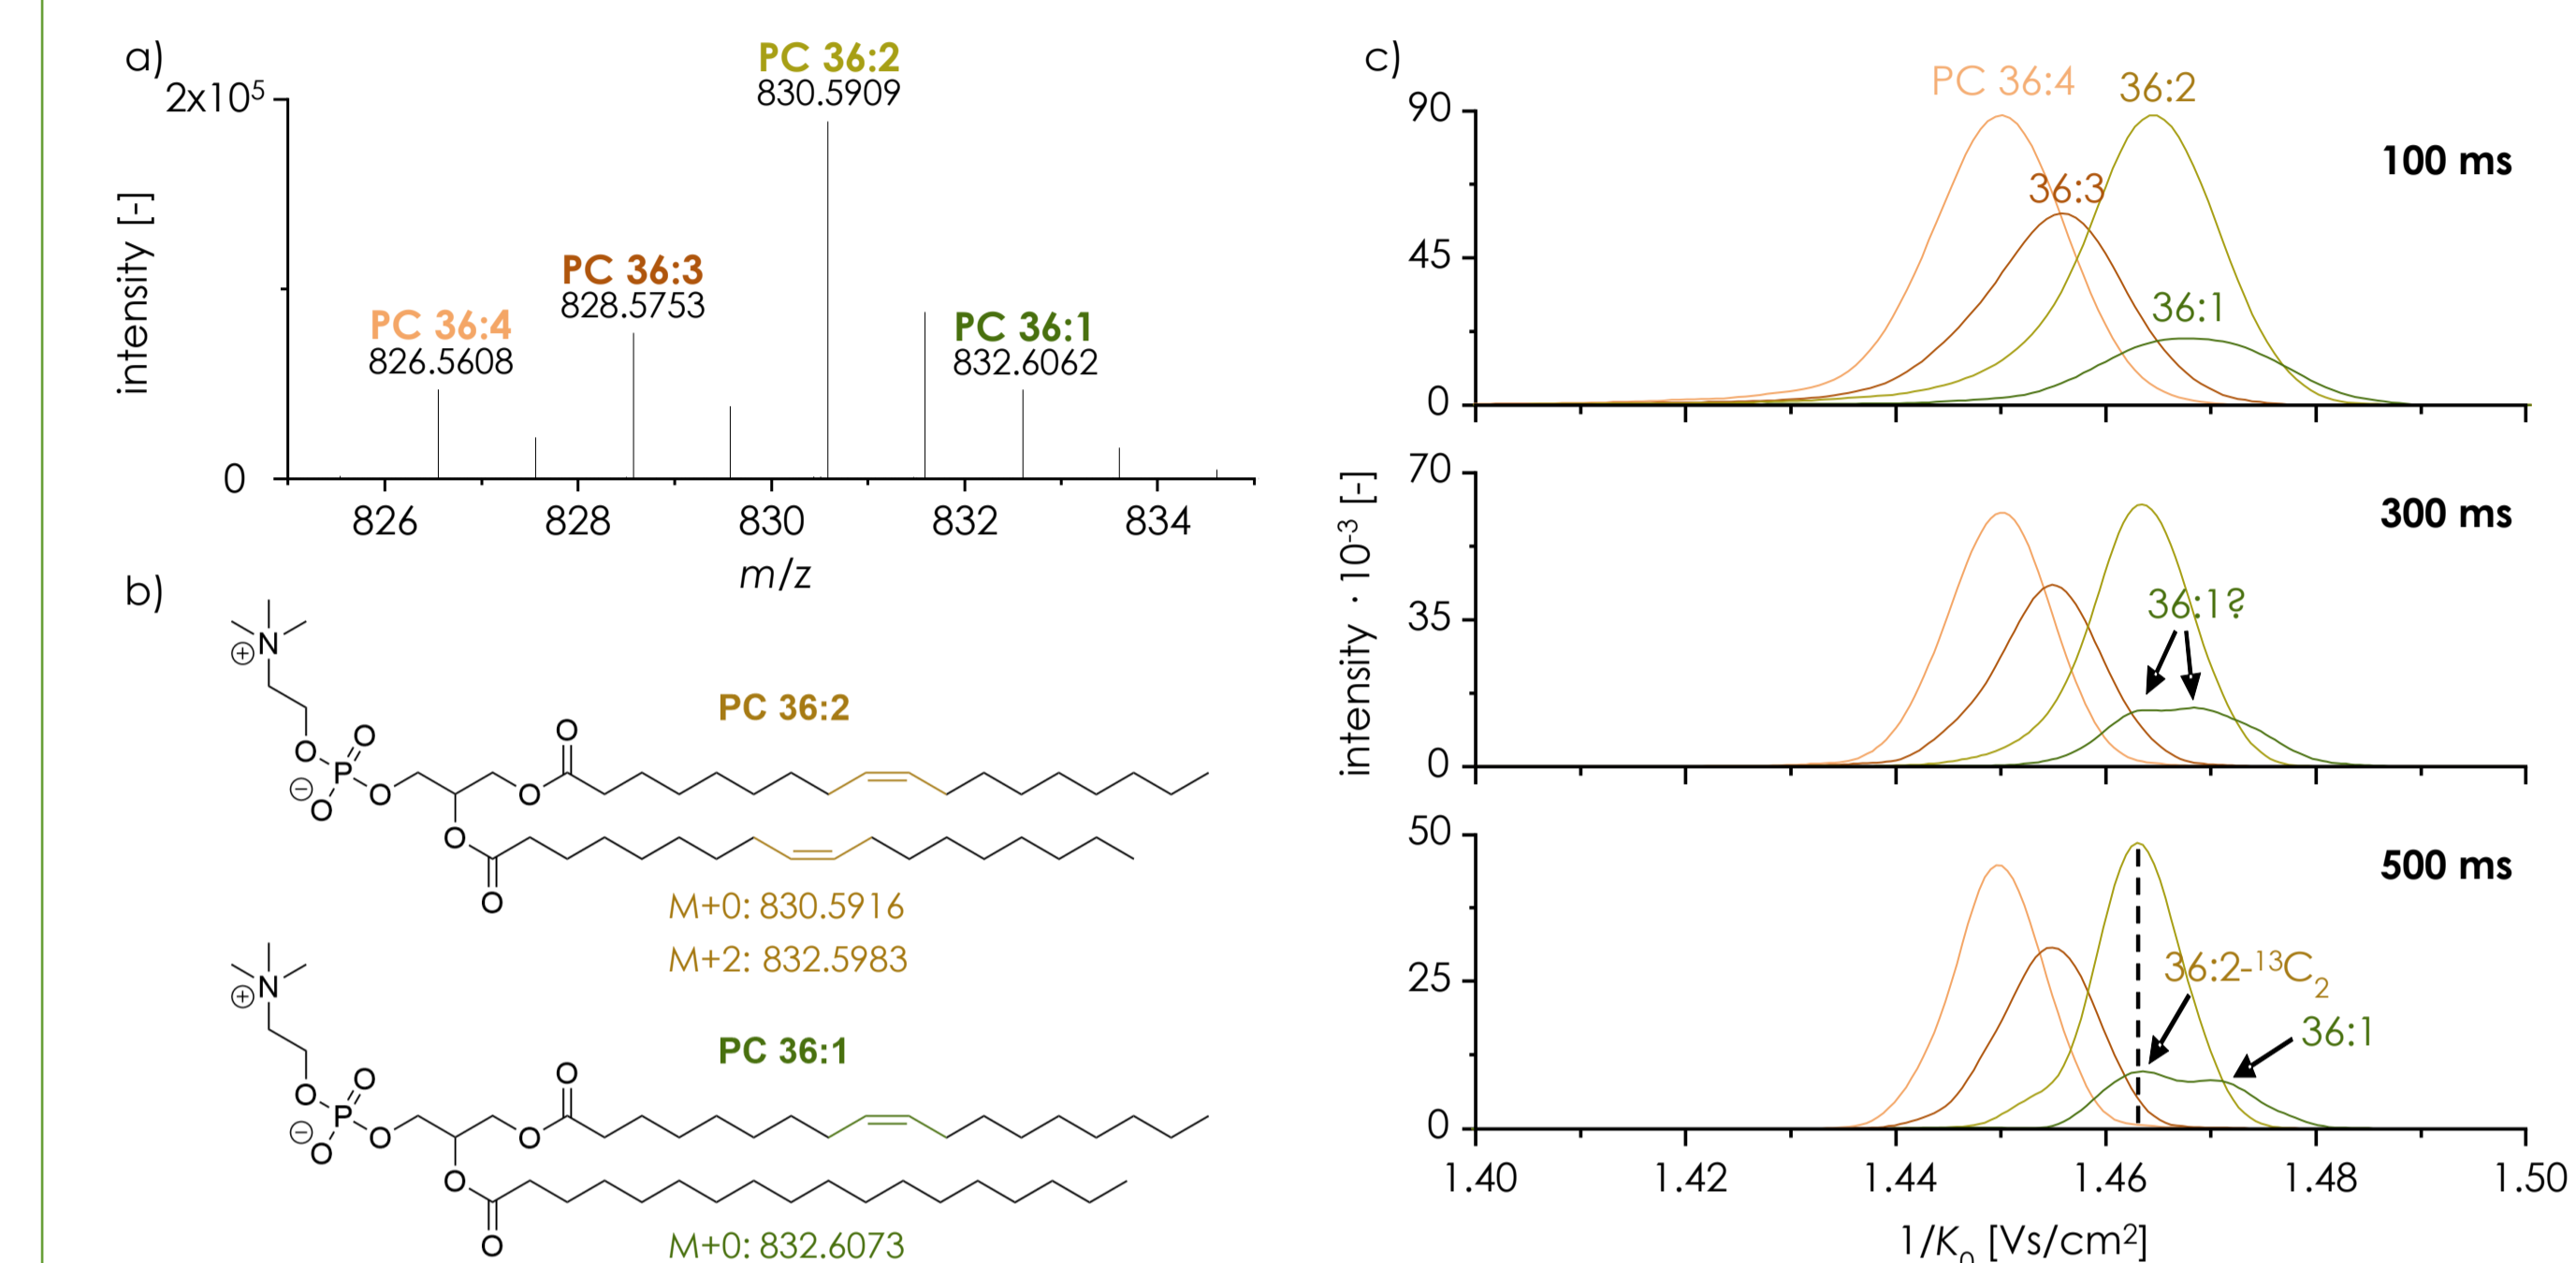 a)
2x10⁵
0
intensity [-]
PC 36:4
826.5608
PC 36:3
828.5753
PC 36:2
830.5909
PC 36:1
832.6062
826 828 830 832 834
m/z
b)
N
⊕
O
O
P
⊖
O
O
O
O
O
O
PC 36:2
M+0: 830.5916
M+2: 832.5983
N
⊕
O
O
P
⊖
O
O
O
O
O
O
PC 36:1
M+0: 832.6073
c)
intensity · 10⁻³ [-]
90
45
0
PC 36:4
36:2
36:3
36:1
100 ms
70
35
0
36:1?
300 ms
50
25
0
500 ms
36:2-¹³C₂
36:1
1.40 1.42 1.44 1.46 1.48 1.50
1/K₀ [Vs/cm²]